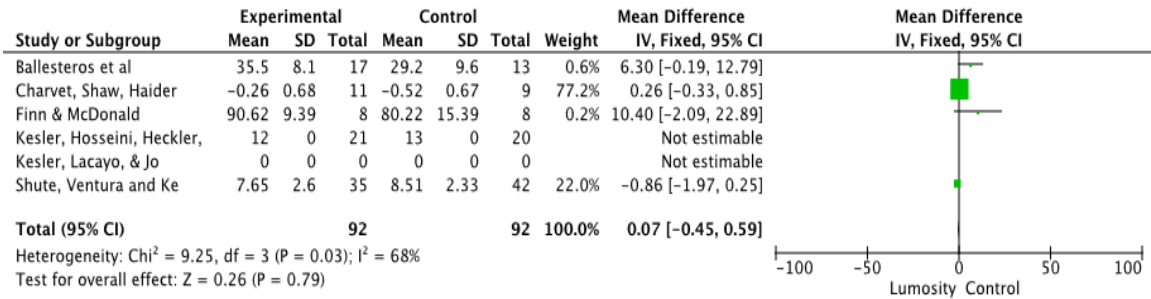 Experimental Control Mean Difference Mean Difference
Study or Subgroup Mean SD Total Mean SD Total Weight IV, Fixed, 95% CI IV, Fixed, 95% CI
Ballesteros et al 35.5 8.1 17 29.2 9.6 13 0.6% 6.30 [-0.19, 12.79]
Charvet, Shaw, Haider -0.26 0.68 11 -0.52 0.67 9 77.2% 0.26 [-0.33, 0.85]
Finn & McDonald 90.62 9.39 8 80.22 15.39 8 0.2% 10.40 [-2.09, 22.89]
Kesler, Hosseini, Heckler, 12 0 21 13 0 20 Not estimable
Kesler, Lacayo, & Jo 0 0 0 0 0 0 Not estimable
Shute, Ventura and Ke 7.65 2.6 35 8.51 2.33 42 22.0% -0.86 [-1.97, 0.25]
Total (95% CI) 92 92 100.0% 0.07 [-0.45, 0.59]
Heterogeneity: Chi² = 9.25, df = 3 (P = 0.03); I² = 68%
Test for overall effect: Z = 0.26 (P = 0.79)
-100 -50 0 50 100
Lumosity Control